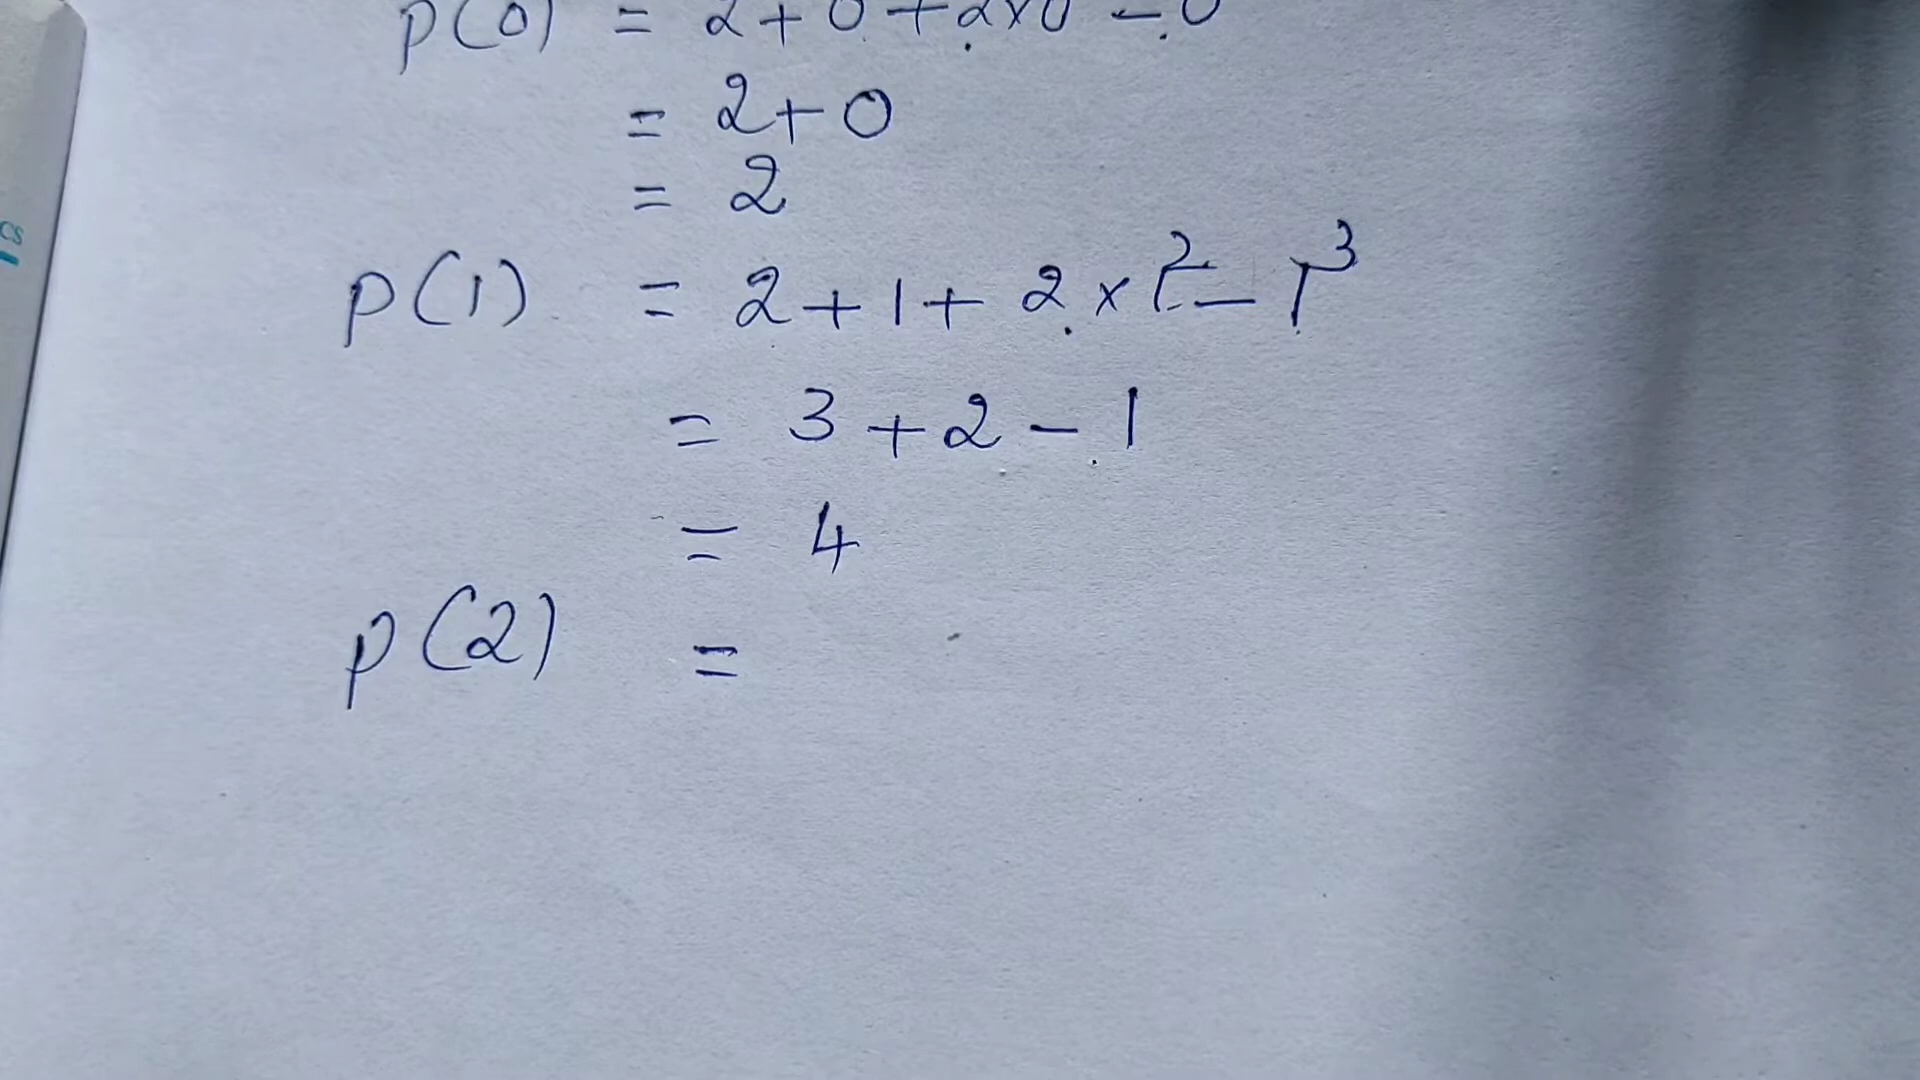 p(0) = 2+0+2×0-0
= 2+0
= 2
p(1) = 2+1+2×1²-1³
= 3+2-1
= 4
p(2) =
cs